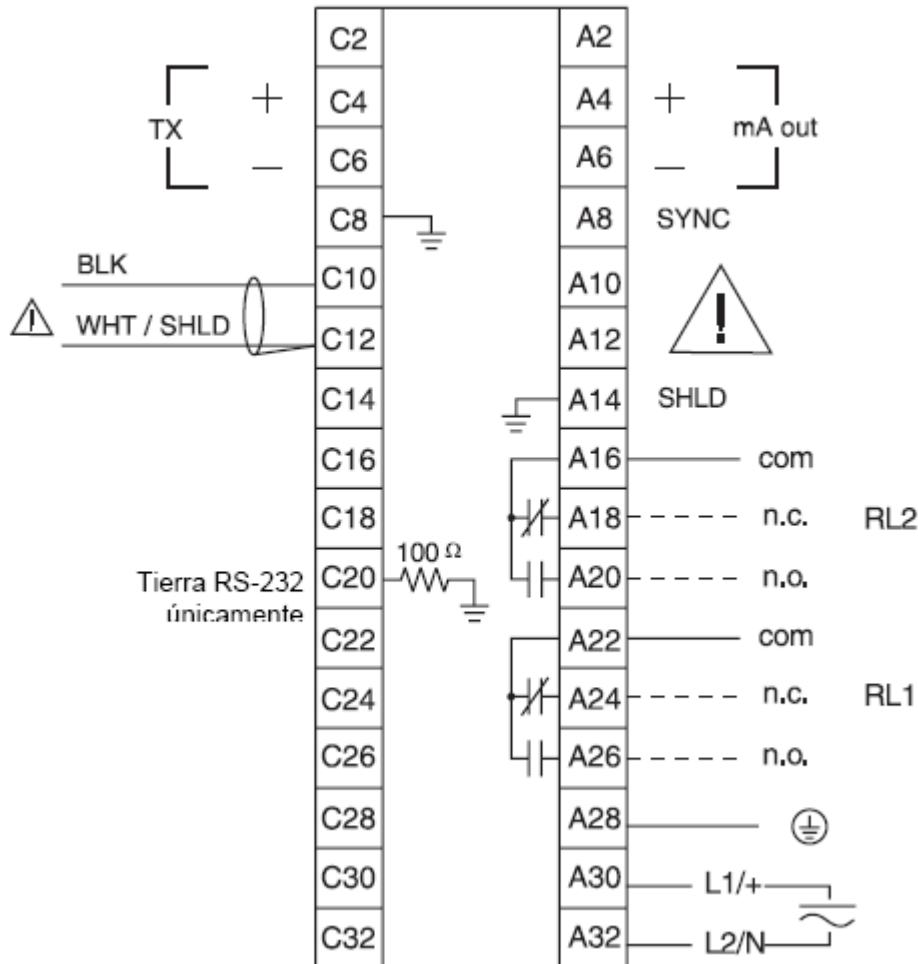 C2 A2
TX + C4 A4 + mA out
− C6 A6 −
C8 A8 SYNC
BLK C10 A10
WHT / SHLD C12 A12
C14 A14 SHLD
C16 A16 com
C18 A18 n.c. RL2
100 Ω
Tierra RS-232 C20 A20 n.o.
únicamente
C22 A22 com
C24 A24 n.c. RL1
C26 A26 n.o.
C28 A28
C30 A30 L1/+
C32 A32 L2/N